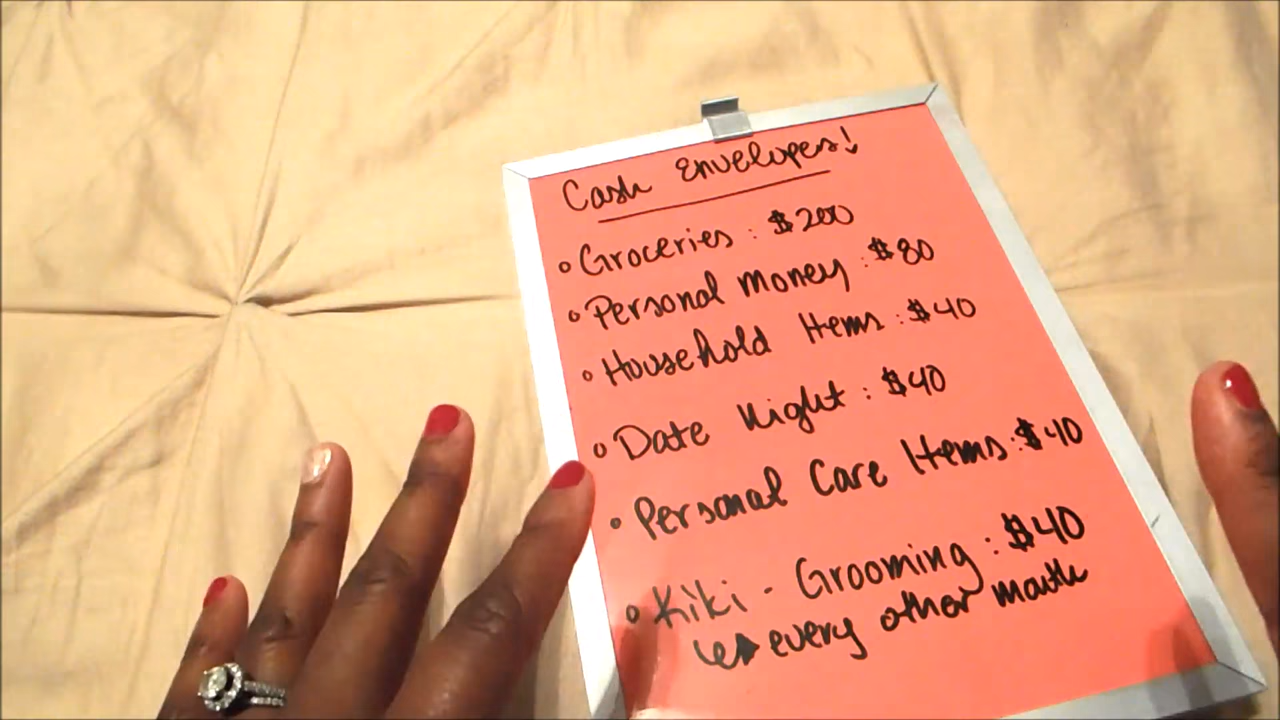 Cash Envelopes!
Groceries: $200
Personal Money: $80
Household Items: $40
Date Night: $40
Personal Care Items: $40
Kiki - Grooming: $40
every other month